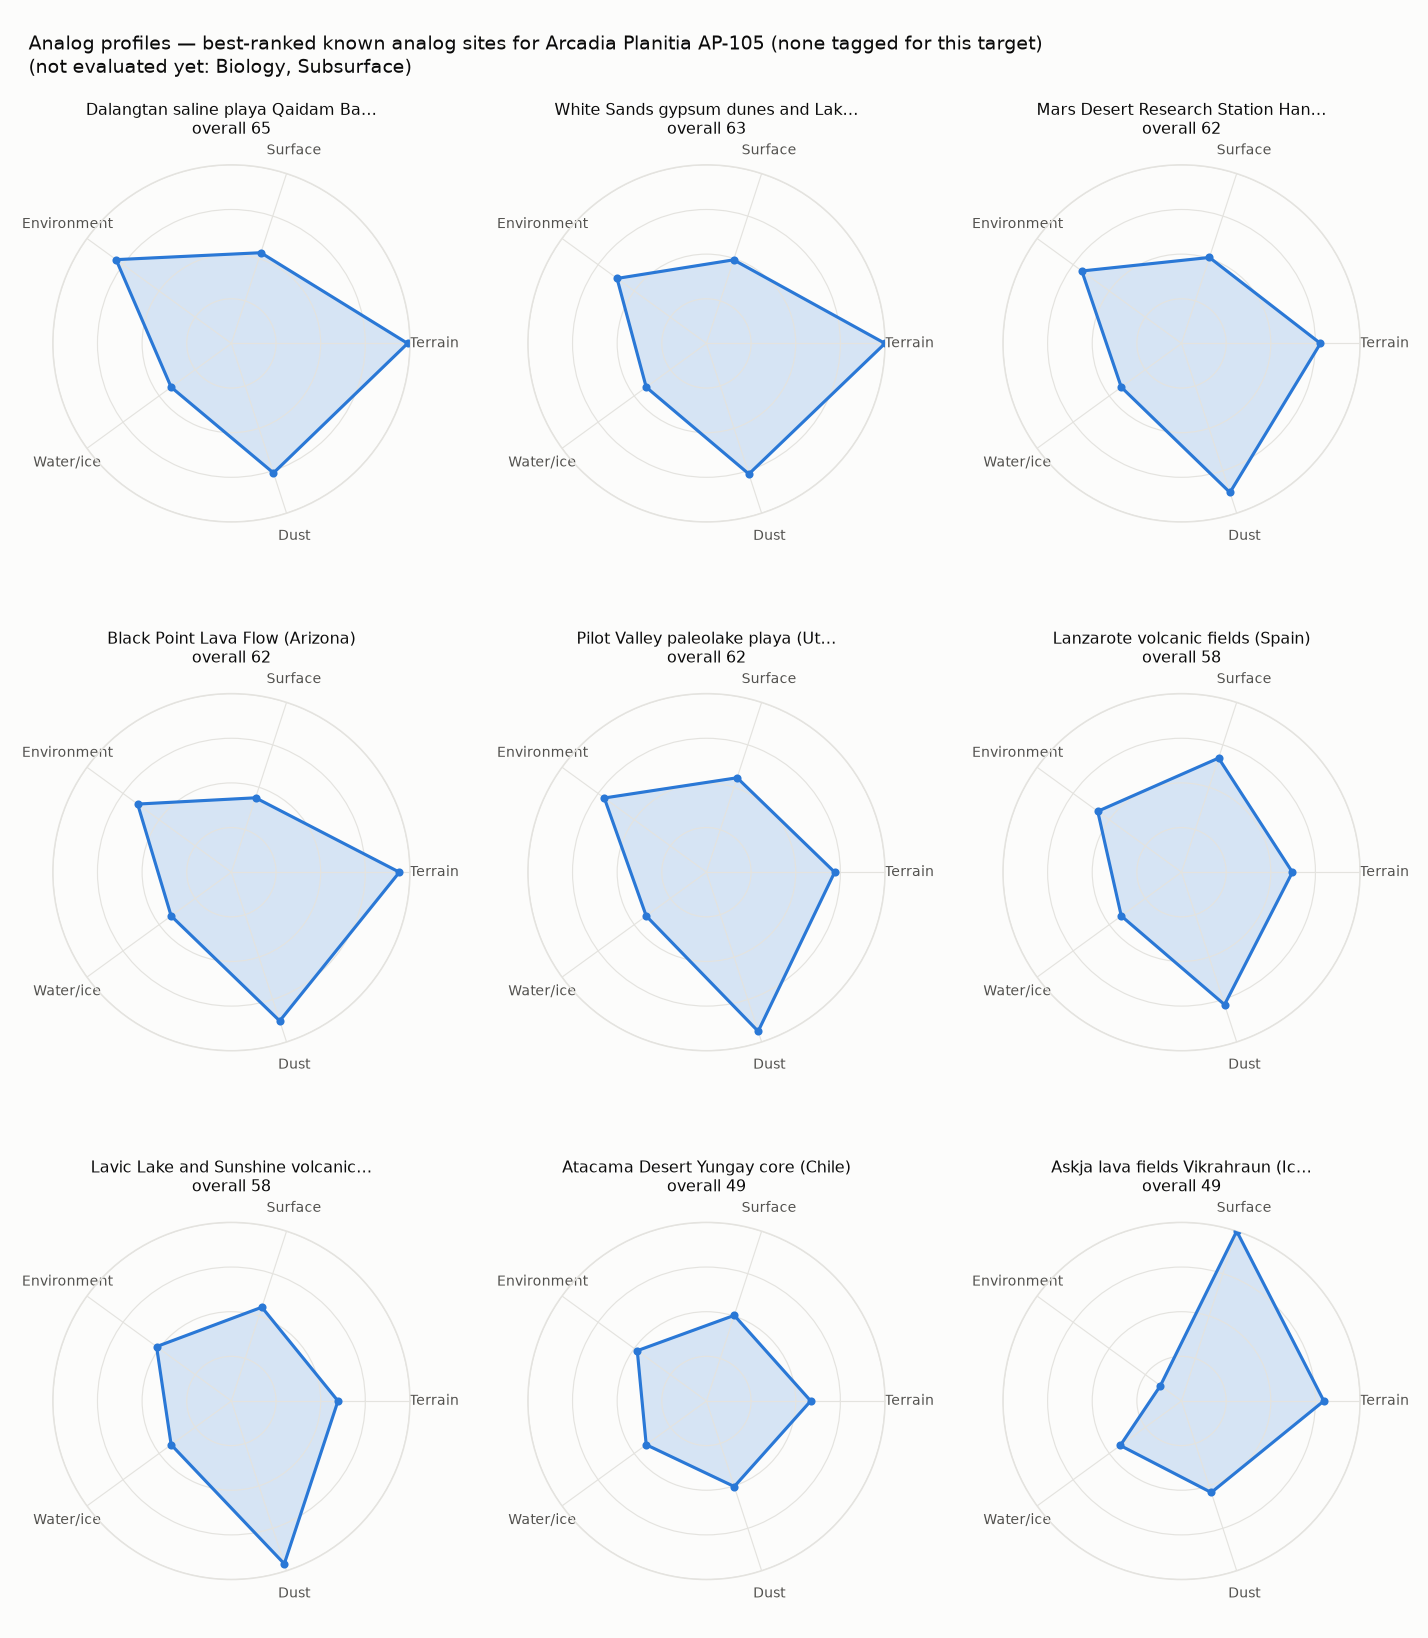 Analog profiles — best-ranked known analog sites for Arcadia Planitia AP-105 (none tagged for this target)
(not evaluated yet: Biology, Subsurface)
Dalangtan saline playa Qaidam Ba...
overall 65
Surface
Environment
Terrain
Water/ice
Dust
White Sands gypsum dunes and Lak...
overall 63
Surface
Environment
Terrain
Water/ice
Dust
Mars Desert Research Station Han...
overall 62
Surface
Environment
Terrain
Water/ice
Dust
Black Point Lava Flow (Arizona)
overall 62
Surface
Environment
Terrain
Water/ice
Dust
Pilot Valley paleolake playa (Ut...
overall 62
Surface
Environment
Terrain
Water/ice
Dust
Lanzarote volcanic fields (Spain)
overall 58
Surface
Environment
Terrain
Water/ice
Dust
Lavic Lake and Sunshine volcanic...
overall 58
Surface
Environment
Terrain
Water/ice
Dust
Atacama Desert Yungay core (Chile)
overall 49
Surface
Environment
Terrain
Water/ice
Dust
Askja lava fields Vikrahraun (Ic...
overall 49
Surface
Environment
Terrain
Water/ice
Dust